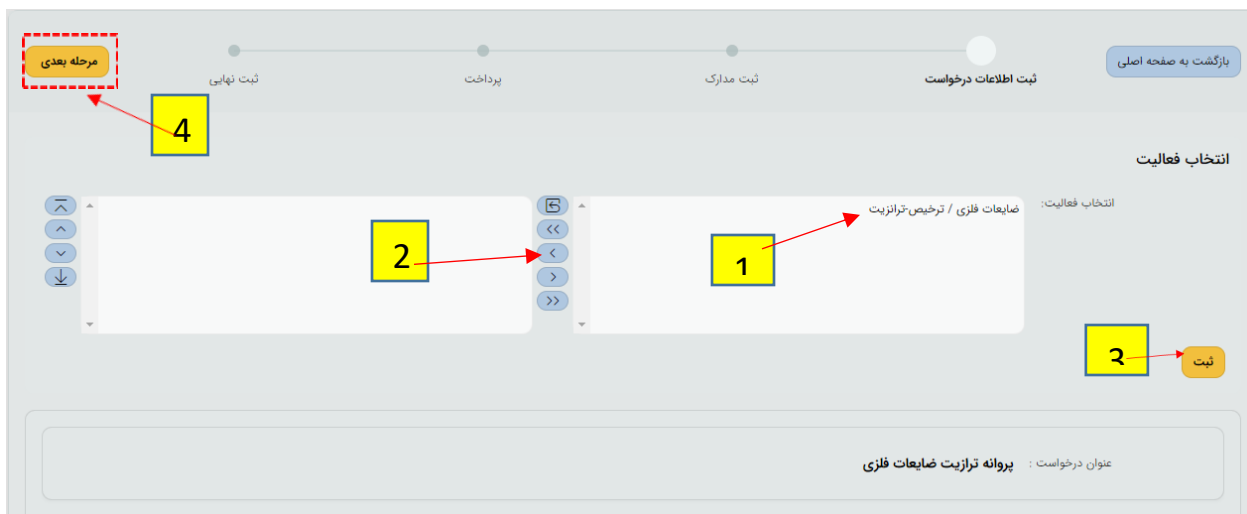 بازگشت به صفحه اصلی
ثبت اطلاعات درخواست
ثبت مدارک
پرداخت
ثبت نهایی
مرحله بعدی
4
انتخاب فعالیت
انتخاب فعالیت:
ضایعات فلزی / ترخیص-ترانزیت
1
2
3
ثبت
عنوان درخواست : پروانه ترازیت ضایعات فلزی